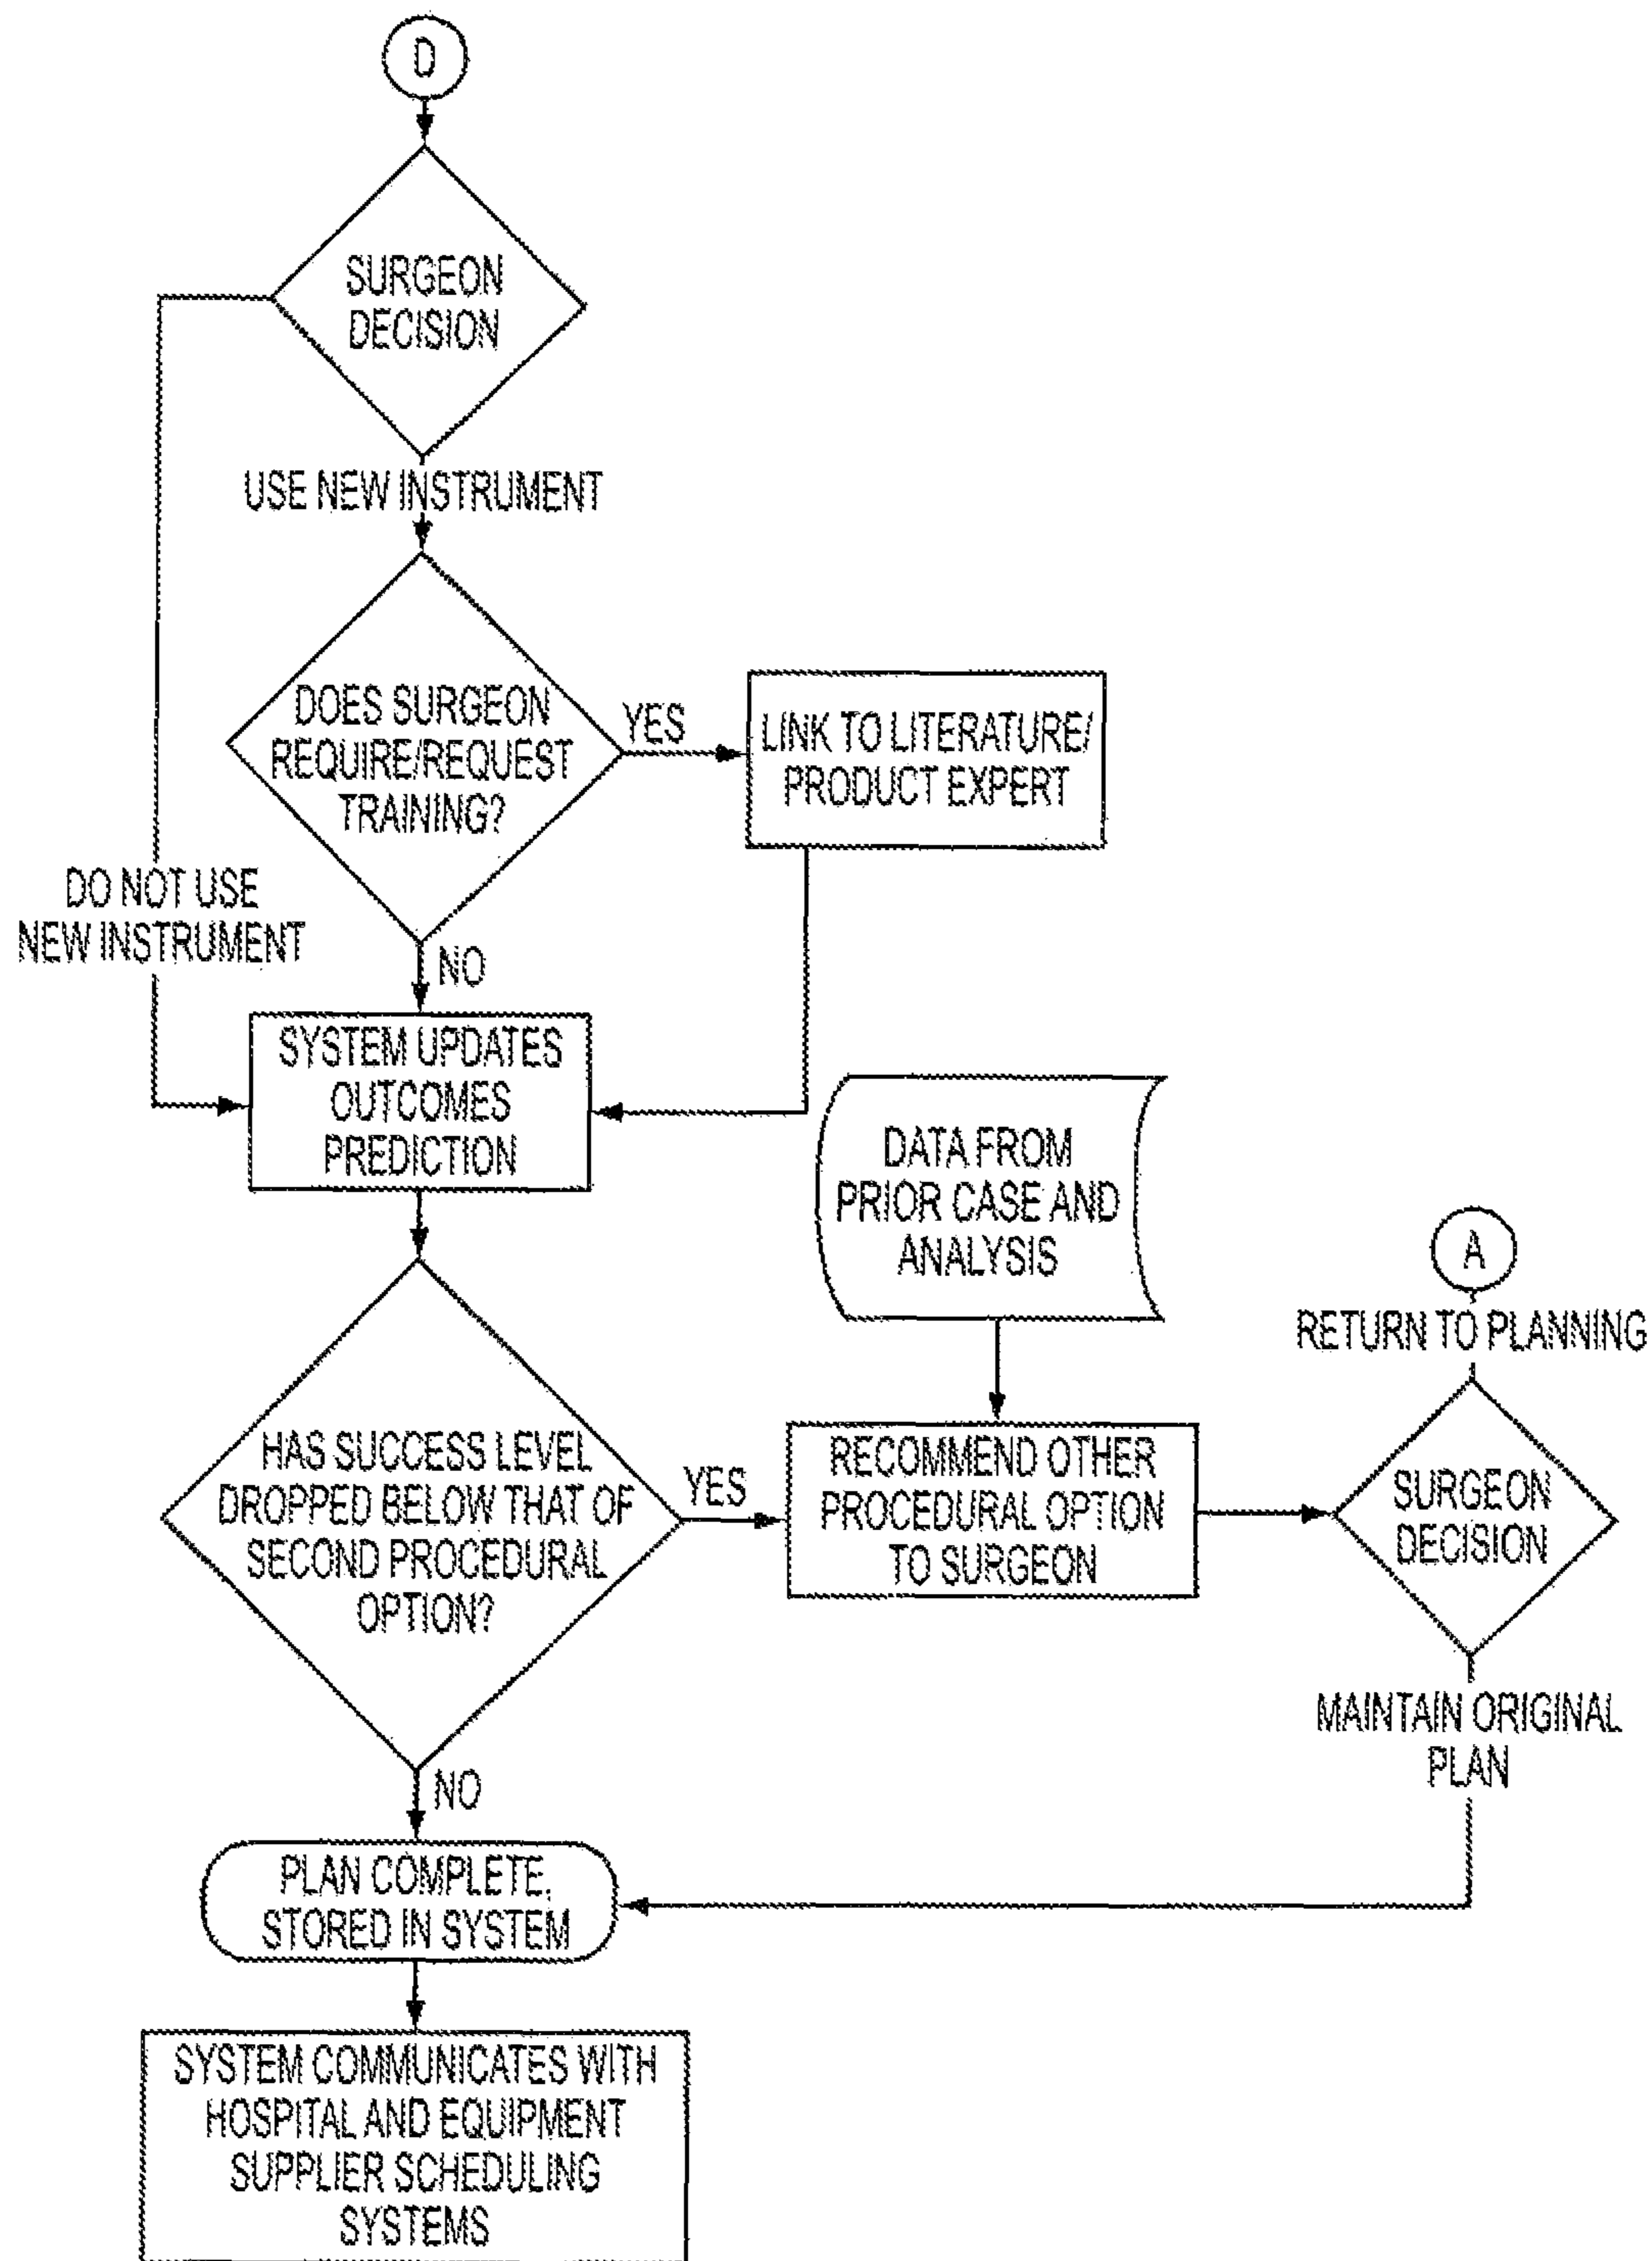 D
SURGEON
DECISION
USE NEW INSTRUMENT
DOES SURGEON
REQUIRE/REQUEST
TRAINING?
YES
LINK TO LITERATURE/
PRODUCT EXPERT
DO NOT USE
NEW INSTRUMENT
NO
SYSTEM UPDATES
OUTCOMES
PREDICTION
DATA FROM
PRIOR CASE AND
ANALYSIS
A
RETURN TO PLANNING
HAS SUCCESS LEVEL
DROPPED BELOW THAT OF
SECOND PROCEDURAL
OPTION?
YES
RECOMMEND OTHER
PROCEDURAL OPTION
TO SURGEON
SURGEON
DECISION
MAINTAIN ORIGINAL
PLAN
NO
PLAN COMPLETE,
STORED IN SYSTEM
SYSTEM COMMUNICATES WITH
HOSPITAL AND EQUIPMENT
SUPPLIER SCHEDULING
SYSTEMS